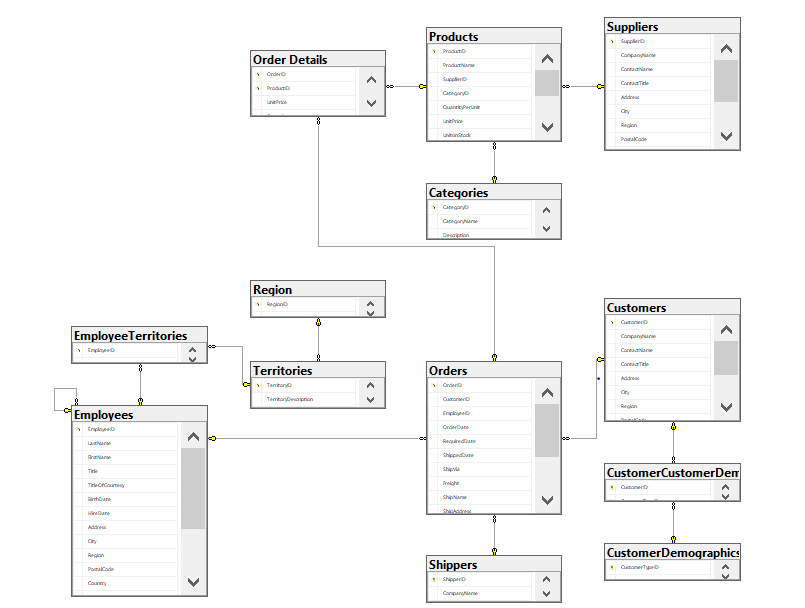 Suppliers
SupplierID
CompanyName
ContactName
ContactTitle
Address
City
Region
PostalCode
Products
ProductID
ProductName
SupplierID
CategoryID
QuantityPerUnit
UnitPrice
UnitsInStock
Order Details
OrderID
ProductID
UnitPrice
Categories
CategoryID
CategoryName
Description
Region
RegionID
Customers
CustomerID
CompanyName
ContactName
ContactTitle
Address
City
Region
PostalCode
EmployeeTerritories
EmployeeID
Territories
TerritoryID
TerritoryDescription
Orders
OrderID
CustomerID
EmployeeID
OrderDate
RequiredDate
ShippedDate
ShipVia
Freight
ShipName
ShipAddress
Employees
EmployeeID
LastName
FirstName
Title
TitleOfCourtesy
BirthDate
HireDate
Address
City
Region
PostalCode
Country
CustomerCustomerDem
CustomerID
CustomerDemographics
CustomerTypeID
Shippers
ShipperID
CompanyName